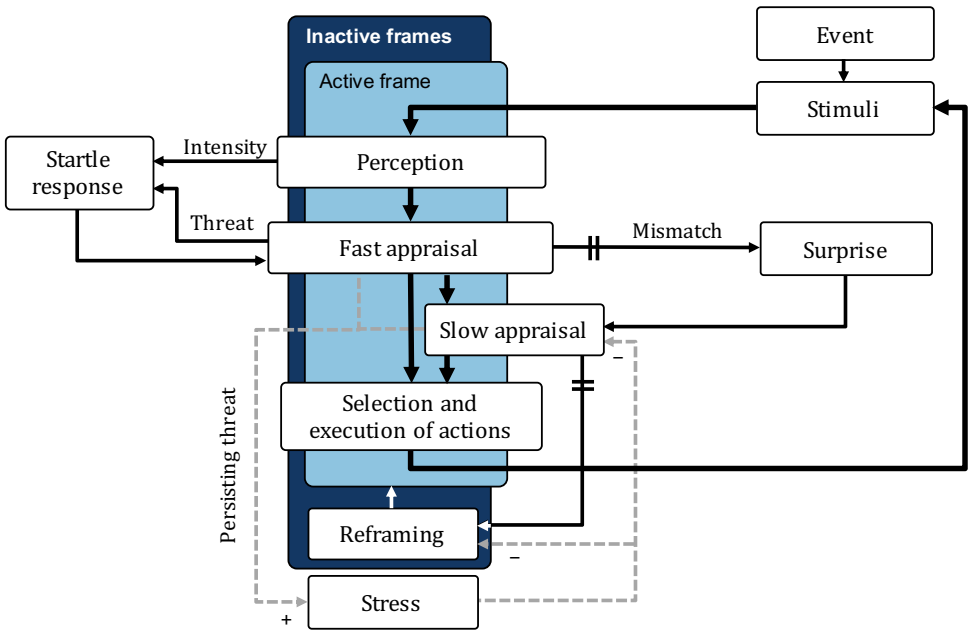 Inactive frames
Event
Active frame
Stimuli
Intensity
Perception
Startle
response
Threat
Fast appraisal
Mismatch
Surprise
Slow appraisal
−
Selection and
execution of actions
Persisting threat
Reframing
−
Stress
+